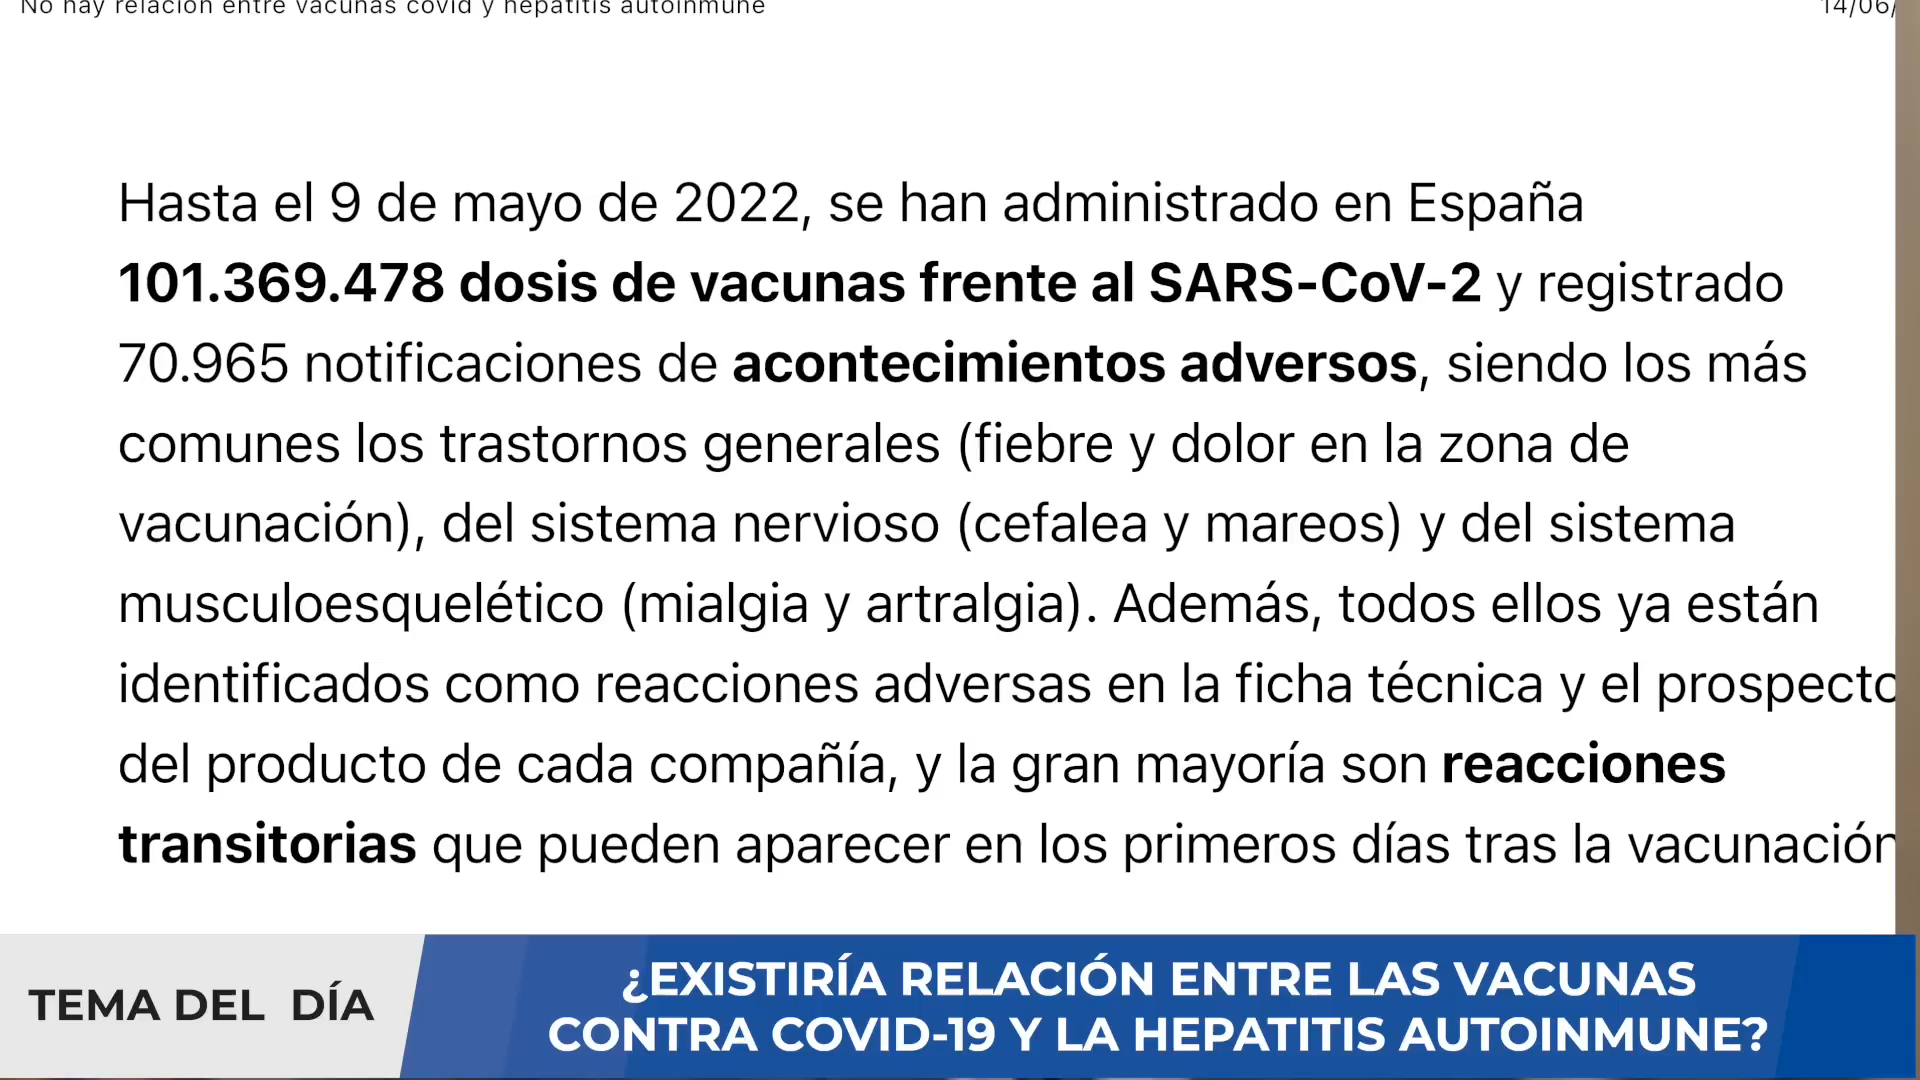 No hay relación entre vacunas covid y hepatitis autoinmune
14/06/
Hasta el 9 de mayo de 2022, se han administrado en España
101.369.478 dosis de vacunas frente al SARS-CoV-2 y registrado
70.965 notificaciones de acontecimientos adversos, siendo los más
comunes los trastornos generales (fiebre y dolor en la zona de
vacunación), del sistema nervioso (cefalea y mareos) y del sistema
musculoesquelético (mialgia y artralgia). Además, todos ellos ya están
identificados como reacciones adversas en la ficha técnica y el prospecto
del producto de cada compañía, y la gran mayoría son reacciones
transitorias que pueden aparecer en los primeros días tras la vacunación
TEMA DEL DÍA
¿EXISTIRÍA RELACIÓN ENTRE LAS VACUNAS
CONTRA COVID-19 Y LA HEPATITIS AUTOINMUNE?